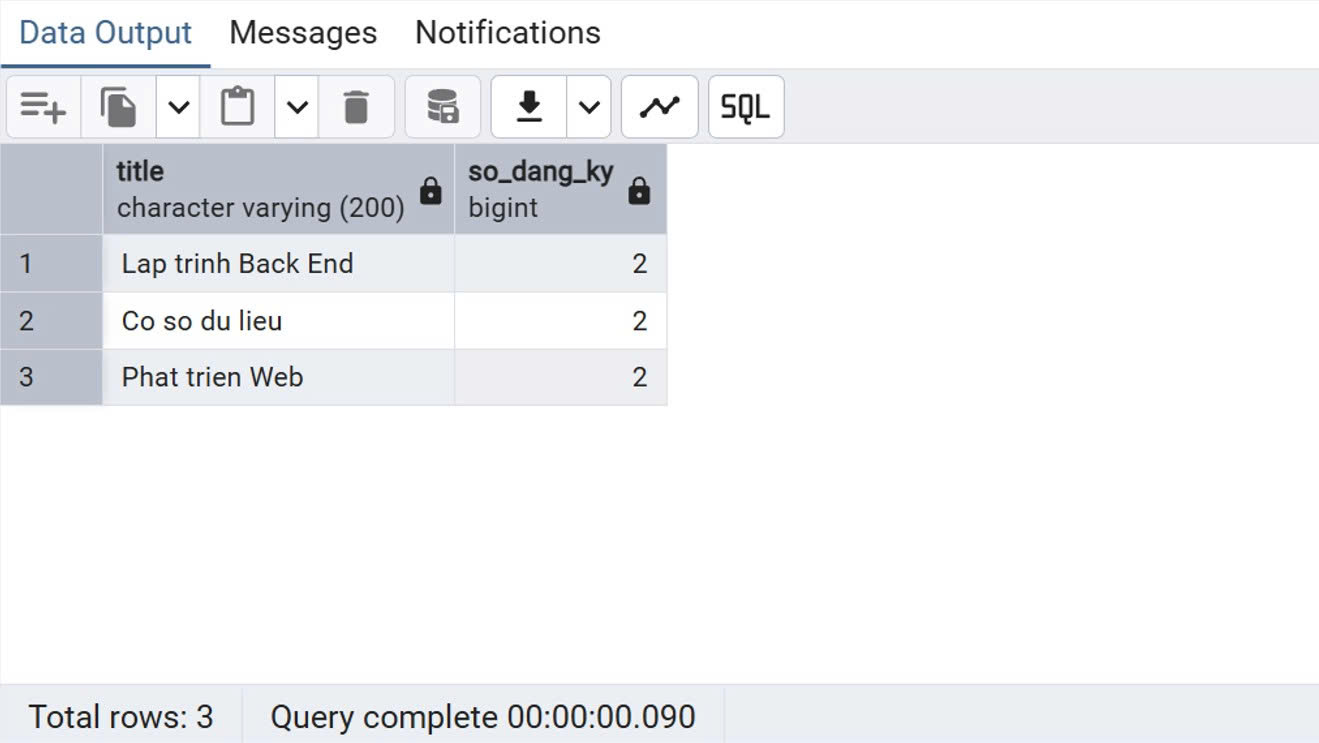 Data Output Messages Notifications
SQL
title so_dang_ky
character varying (200) bigint
1 Lap trinh Back End 2
2 Co so du lieu 2
3 Phat trien Web 2
Total rows: 3 Query complete 00:00:00.090